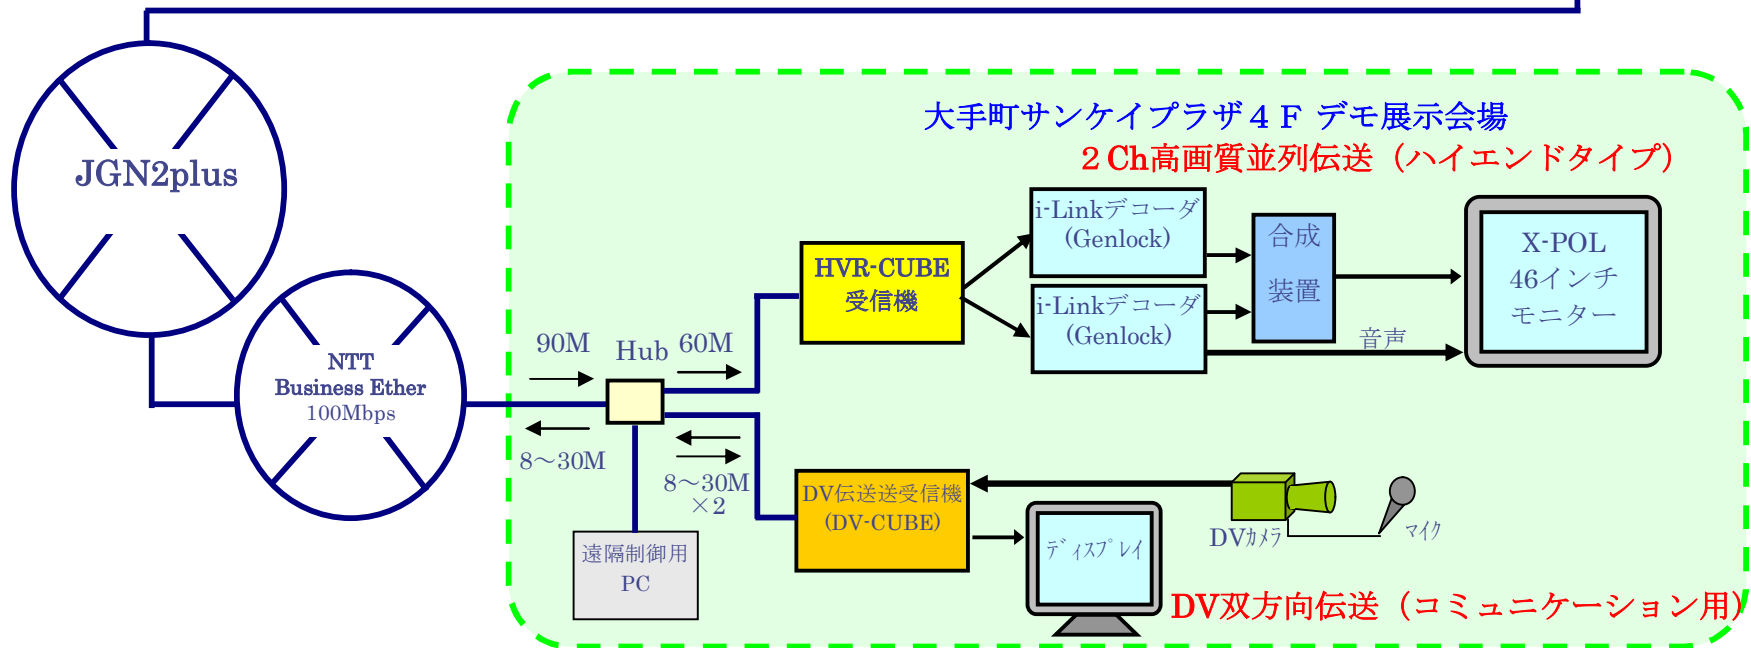 大手町サンケイプラザ４Ｆ デモ展示会場
２Ch高画質並列伝送（ハイエンドタイプ）
JGN2plus
i-Linkデコーダ
(Genlock)
合成
装置
X-POL
46インチ
モニター
HVR-CUBE
受信機
i-Linkデコーダ
(Genlock)
音声
NTT
Business Ether
100Mbps
90M
Hub
60M
8～30M
8～30M
×2
DV伝送送受信機
(DV-CUBE)
ﾃﾞｨｽﾌﾟﾚｲ
DVｶﾒﾗ
ﾏｲｸ
遠隔制御用
PC
DV双方向伝送（コミュニケーション用）